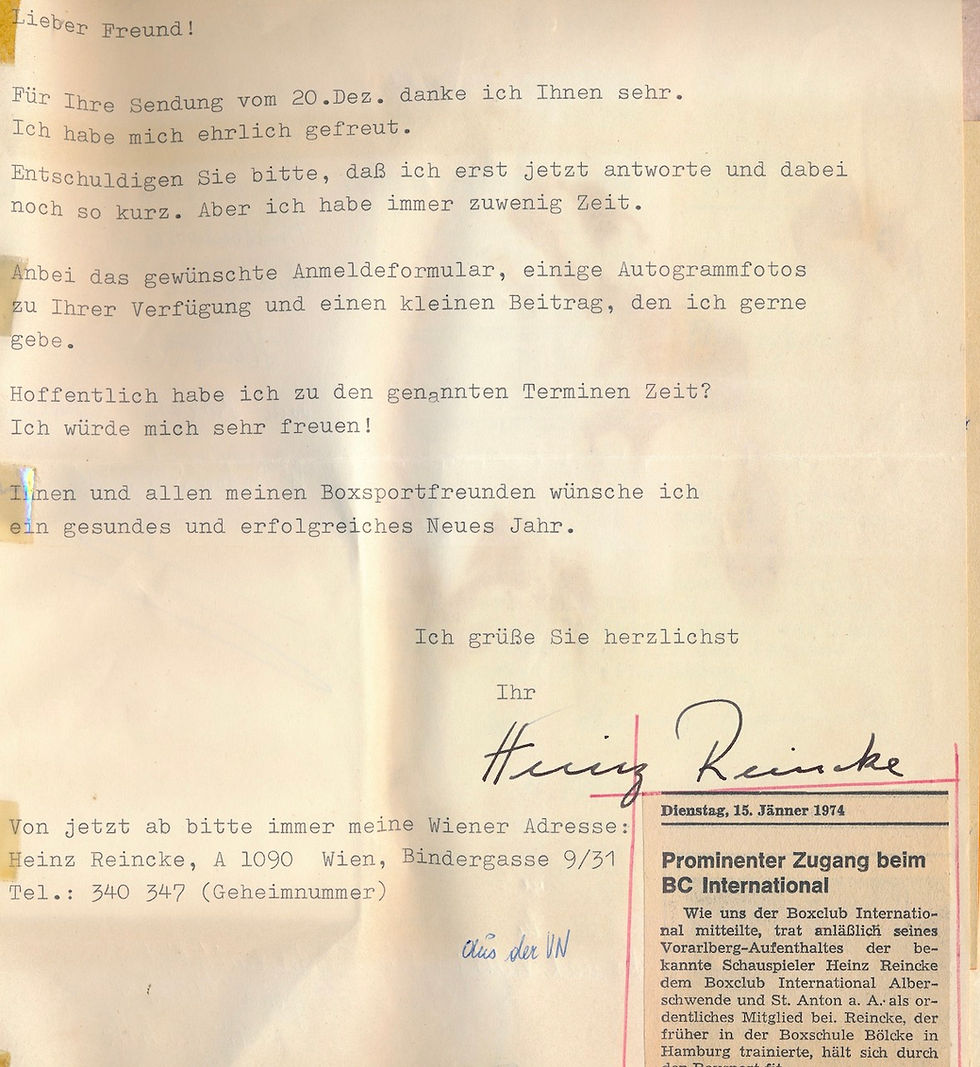 Lieber Freund!
Für Ihre Sendung vom 20.Dez. danke ich Ihnen sehr.
Ich habe mich ehrlich gefreut.
Entschuldigen Sie bitte, daß ich erst jetzt antworte und dabei
noch so kurz. Aber ich habe immer zuwenig Zeit.
Anbei das gewünschte Anmeldeformular, einige Autogrammfotos
zu Ihrer Verfügung und einen kleinen Beitrag, den ich gerne
gebe.
Hoffentlich habe ich zu den genannten Terminen Zeit?
Ich würde mich sehr freuen!
Ihnen und allen meinen Boxsportfreunden wünsche ich
ein gesundes und erfolgreiches Neues Jahr.
Ich grüße Sie herzlichst
Ihr
Heinz Reincke
Von jetzt ab bitte immer meine Wiener Adresse:
Heinz Reincke, A 1090 Wien, Bindergasse 9/31
Tel.: 340 347 (Geheimnummer)
aus der VN
Dienstag, 15. Jänner 1974
Prominenter Zugang beim
BC International
Wie uns der Boxclub Internatio-
nal mitteilte, trat anläßlich seines
Vorarlberg-Aufenthaltes der be-
kannte Schauspieler Heinz Reincke
dem Boxclub International Alber-
schwende und St. Anton a. A. als or-
dentliches Mitglied bei. Reincke, der
früher in der Boxschule Bölcke in
Hamburg trainierte, hält sich durch
den Boxsport fit.